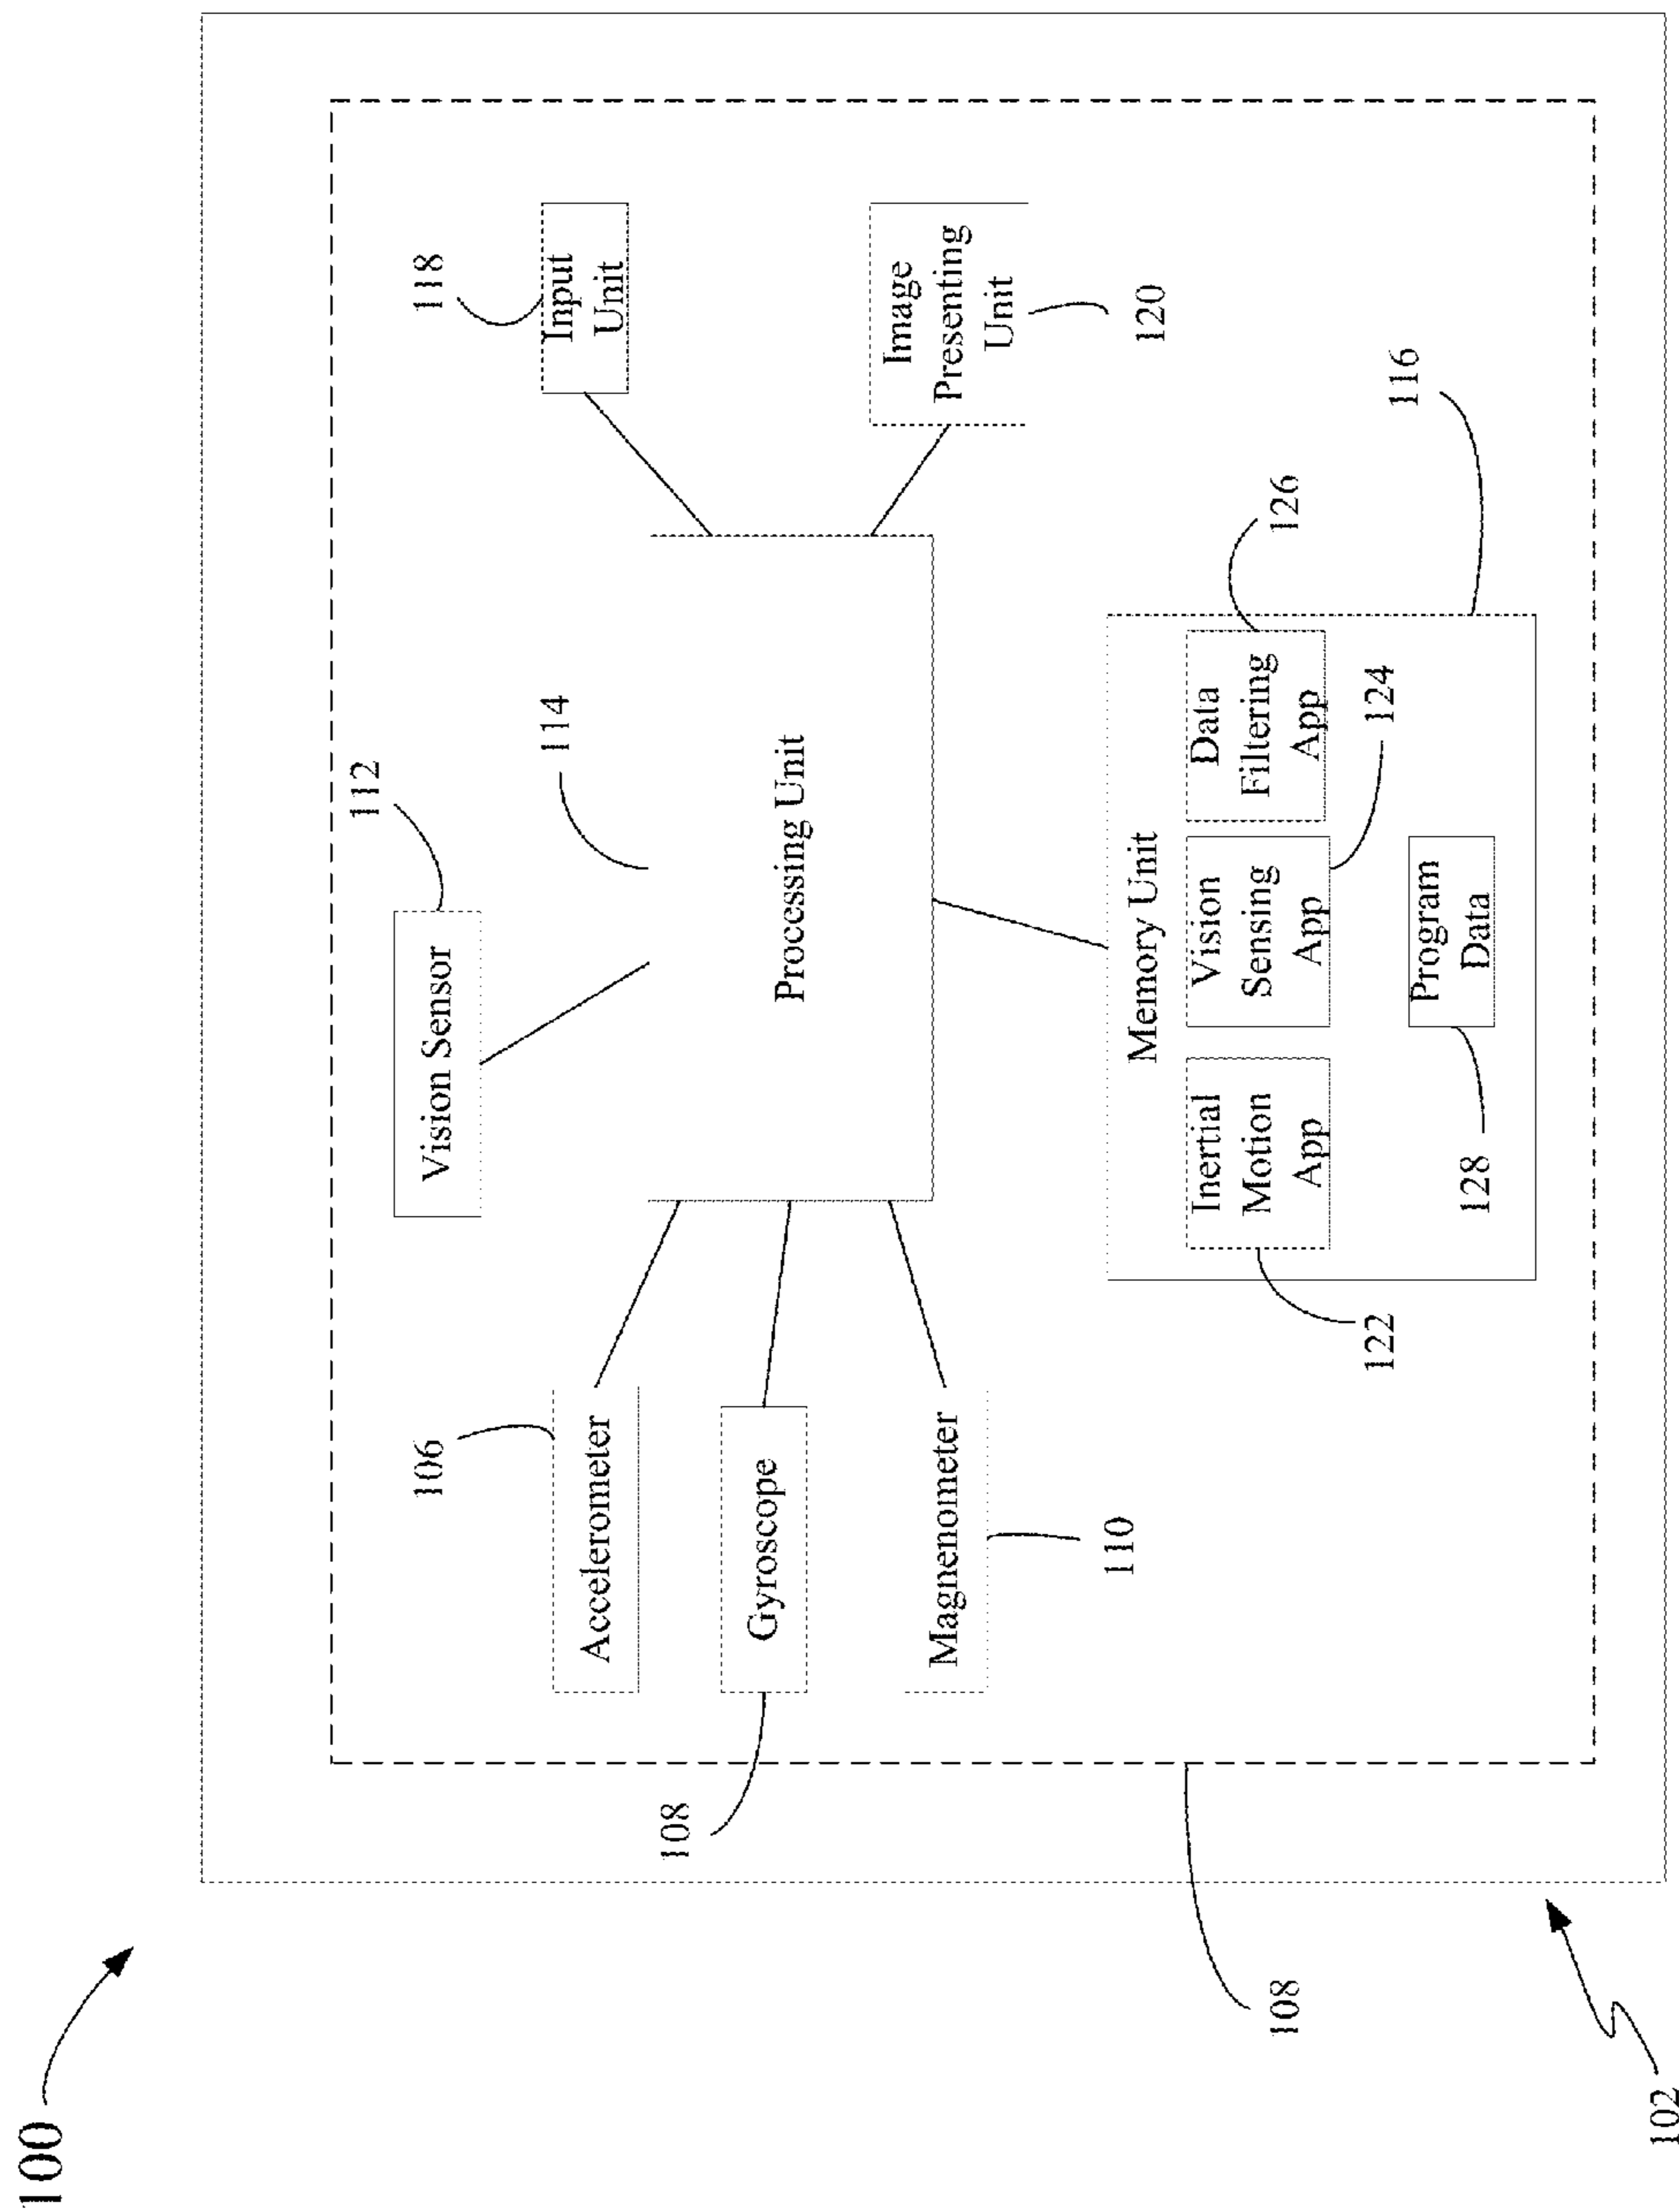 100
112
Vision Sensor
114
118
Input
Unit
106
Accelerometer
Processing Unit
108
Gyroscope
Image
Presenting
Unit
Magnenometer
110
120
Memory Unit
Inertial
Motion
App
Vision
Sensing
App
Data
Filtering
App
126
122
124
116
128
Program
Data
108
102